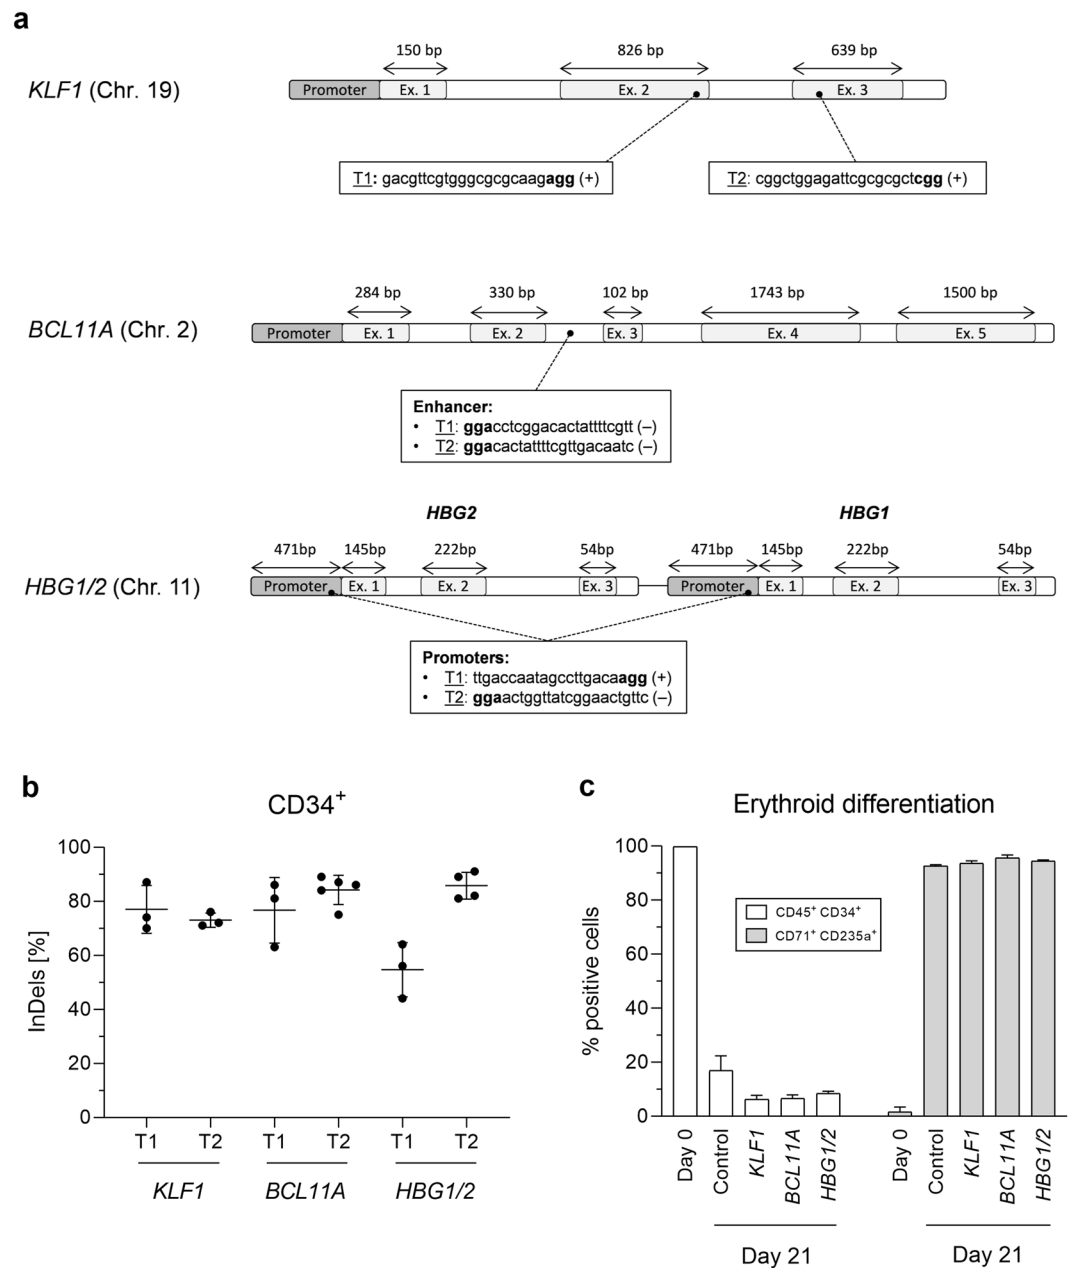 a
150 bp 826 bp 639 bp
KLF1 (Chr. 19) Promoter Ex. 1 Ex. 2 Ex. 3
T1: gacgttcgtgggcgcgcaagagg (+) T2: cggctggagattcgcgcgctcgg (+)
284 bp 330 bp 102 bp 1743 bp 1500 bp
BCL11A (Chr. 2) Promoter Ex. 1 Ex. 2 Ex. 3 Ex. 4 Ex. 5
Enhancer:
• T1: ggacctcggacactattttcgtt (–)
• T2: ggacactattttcgttgacaatc (–)
HBG2 HBG1
471bp 145bp 222bp 54bp 471bp 145bp 222bp 54bp
HBG1/2 (Chr. 11) Promoter Ex. 1 Ex. 2 Ex. 3 Promoter Ex. 1 Ex. 2 Ex. 3
Promoters:
• T1: ttgaccaatagccttgacaagg (+)
• T2: ggaactggttatcggaactgttc (–)
b
CD34+
InDels [%]
100
80
60
40
20
0
T1 T2 T1 T2 T1 T2
KLF1 BCL11A HBG1/2
c
Erythroid differentiation
% positive cells
100
80
60
40
20
0
CD45+ CD34+
CD71+ CD235a+
Day 0 Control KLF1 BCL11A HBG1/2 Day 0 Control KLF1 BCL11A HBG1/2
Day 21 Day 21